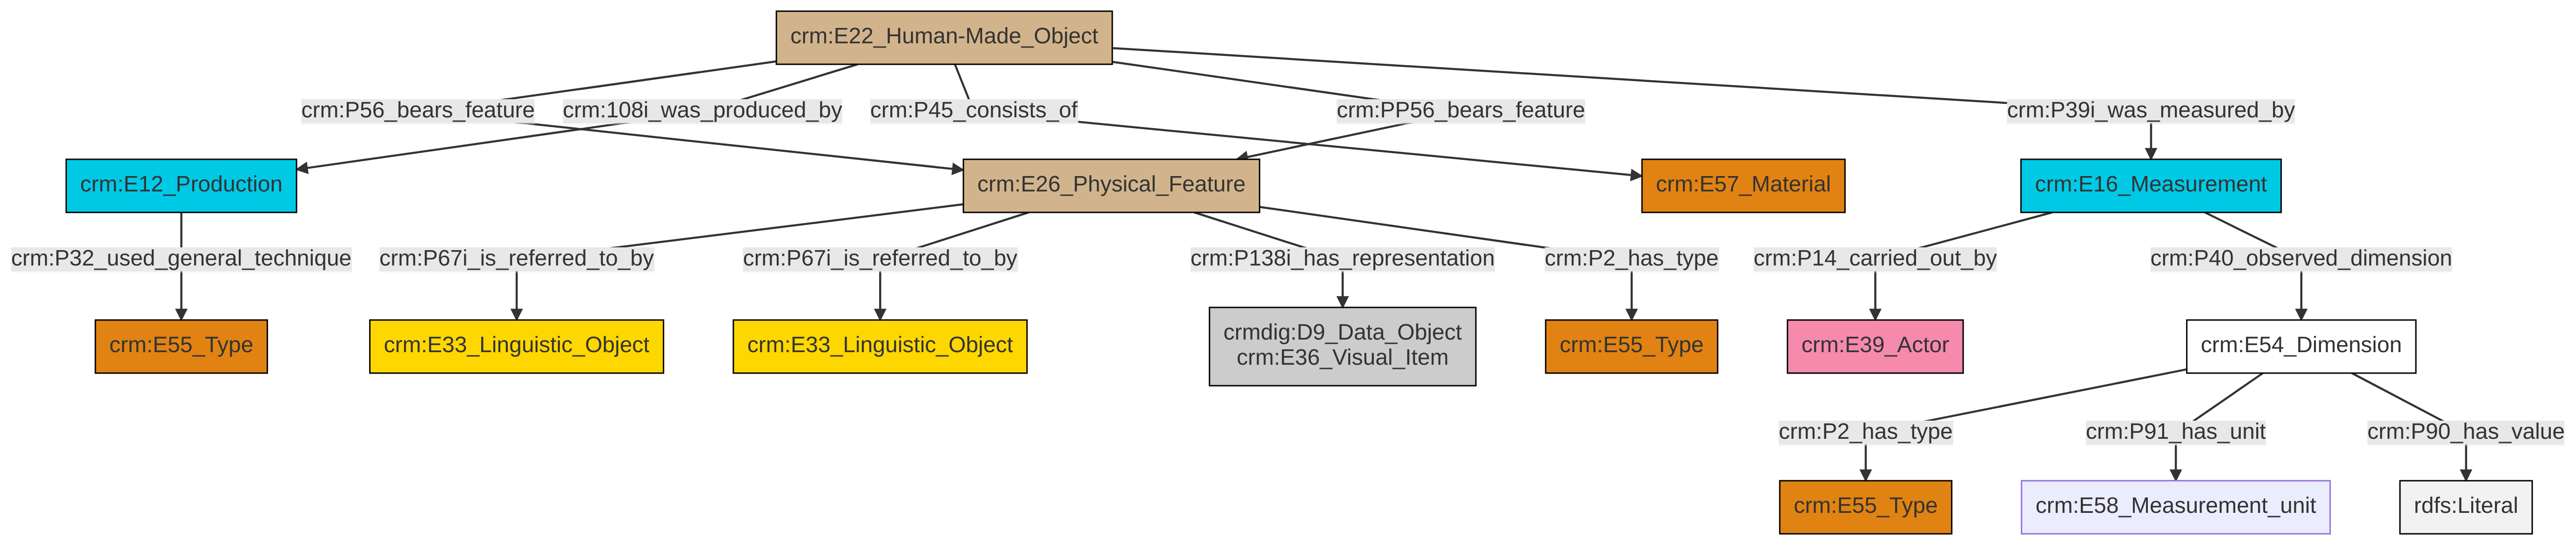 crm:E22_Human-Made_Object
crm:P56_bears_feature
crm:108i_was_produced_by
crm:P45_consists_of
crm:PP56_bears_feature
crm:P39i_was_measured_by
crm:E12_Production
crm:E26_Physical_Feature
crm:E57_Material
crm:E16_Measurement
crm:P32_used_general_technique
crm:P67i_is_referred_to_by
crm:P67i_is_referred_to_by
crm:P138i_has_representation
crm:P2_has_type
crm:P14_carried_out_by
crm:P40_observed_dimension
crm:E55_Type
crm:E33_Linguistic_Object
crm:E33_Linguistic_Object
crmdig:D9_Data_Object
crm:E36_Visual_Item
crm:E55_Type
crm:E39_Actor
crm:E54_Dimension
crm:P2_has_type
crm:P91_has_unit
crm:P90_has_value
crm:E55_Type
crm:E58_Measurement_unit
rdfs:Literal